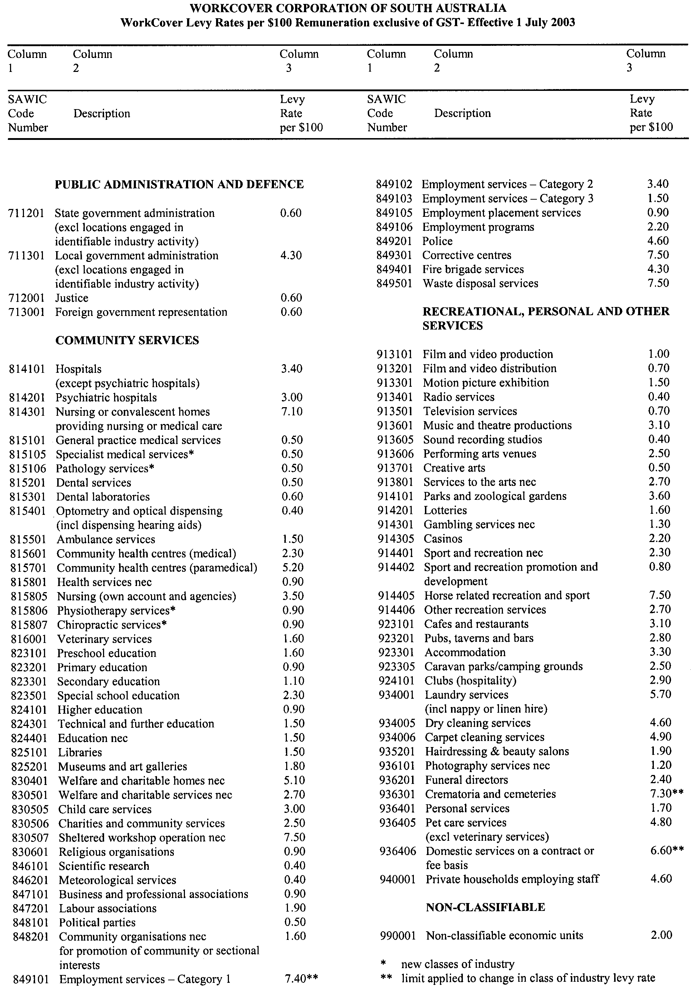 WORKCOVER CORPORATION OF SOUTH AUSTRALIA
WorkCover Levy Rates per $100 Remuneration exclusive of GST- Effective 1 July 2003
Column Column Column Column Column Column
1 2 3 1 2 3
SAWIC Levy SAWIC Levy
Code Description Rate Code Description Rate
Number per $100 Number per $100
PUBLIC ADMINISTRATION AND DEFENCE
711201 State government administration 0.60
(excl locations engaged in
identifiable industry activity)
711301 Local government administration 4.30
(excl locations engaged in
identifiable industry activity)
712001 Justice 0.60
713001 Foreign government representation 0.60
COMMUNITY SERVICES
814101 Hospitals 3.40
(except psychiatric hospitals)
814201 Psychiatric hospitals 3.00
814301 Nursing or convalescent homes 7.10
providing nursing or medical care
815101 General practice medical services 0.50
815105 Specialist medical services* 0.50
815106 Pathology services* 0.50
815201 Dental services 0.50
815301 Dental laboratories 0.60
815401 Optometry and optical dispensing 0.40
(incl dispensing hearing aids)
815501 Ambulance services 1.50
815601 Community health centres (medical) 2.30
815701 Community health centres (paramedical) 5.20
815801 Health services nec 0.90
815805 Nursing (own account and agencies) 3.50
815806 Physiotherapy services* 0.90
815807 Chiropractic services* 0.90
816001 Veterinary services 1.60
823101 Preschool education 1.60
823201 Primary education 0.90
823301 Secondary education 1.10
823501 Special school education 2.30
824101 Higher education 0.90
824301 Technical and further education 1.50
824401 Education nec 1.50
825101 Libraries 1.50
825201 Museums and art galleries 1.80
830401 Welfare and charitable homes nec 5.10
830501 Welfare and charitable services nec 2.70
830505 Child care services 3.00
830506 Charities and community services 2.50
830507 Sheltered workshop operation nec 7.50
830601 Religious organisations 0.90
846101 Scientific research 0.40
846201 Meteorological services 0.40
847101 Business and professional associations 0.90
847201 Labour associations 1.90
848101 Political parties 0.50
848201 Community organisations nec 1.60
for promotion of community or sectional
interests
849101 Employment services – Category 1 7.40**
849102 Employment services – Category 2 3.40
849103 Employment services – Category 3 1.50
849105 Employment placement services 0.90
849106 Employment programs 2.20
849201 Police 4.60
849301 Corrective centres 7.50
849401 Fire brigade services 4.30
849501 Waste disposal services 7.50
RECREATIONAL, PERSONAL AND OTHER
SERVICES
913101 Film and video production 1.00
913201 Film and video distribution 0.70
913301 Motion picture exhibition 1.50
913401 Radio services 0.40
913501 Television services 0.70
913601 Music and theatre productions 3.10
913605 Sound recording studios 0.40
913606 Performing arts venues 2.50
913701 Creative arts 0.50
913801 Services to the arts nec 2.70
914101 Parks and zoological gardens 3.60
914201 Lotteries 1.60
914301 Gambling services nec 1.30
914305 Casinos 2.20
914401 Sport and recreation nec 2.30
914402 Sport and recreation promotion and 0.80
development
914405 Horse related recreation and sport 7.50
914406 Other recreation services 2.70
923101 Cafes and restaurants 3.10
923201 Pubs, taverns and bars 2.80
923301 Accommodation 3.30
923305 Caravan parks/camping grounds 2.50
924101 Clubs (hospitality) 2.90
934001 Laundry services 5.70
(incl nappy or linen hire)
934005 Dry cleaning services 4.60
934006 Carpet cleaning services 4.90
935201 Hairdressing & beauty salons 1.90
936101 Photography services nec 1.20
936201 Funeral directors 2.40
936301 Crematoria and cemeteries 7.30**
936401 Personal services 1.70
936405 Pet care services 4.80
(excl veterinary services)
936406 Domestic services on a contract or 6.60**
fee basis
940001 Private households employing staff 4.60
NON-CLASSIFIABLE
990001 Non-classifiable economic units 2.00
* new classes of industry
** limit applied to change in class of industry levy rate